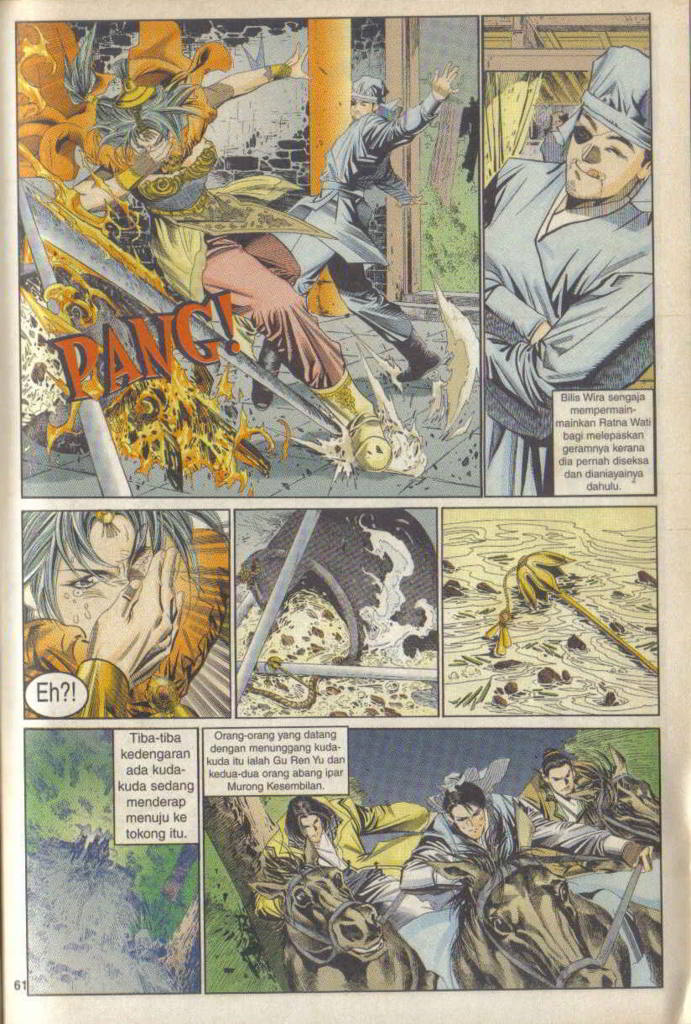 PANG!
Bilis Wira sengaja
mempermain-
mainkan Ratna Wati
bagi melepaskan
geramnya kerana
dia pernah diseksa
dan dianiayainya
dahulu.
Eh?!
Tiba-tiba
kedengaran
ada kuda-
kuda sedang
menderap
menuju ke
tokong itu.
Orang-orang yang datang
dengan menunggang kuda-
kuda itu ialah Gu Ren Yu dan
kedua-dua orang abang ipar
Murong Kesembilan.
61